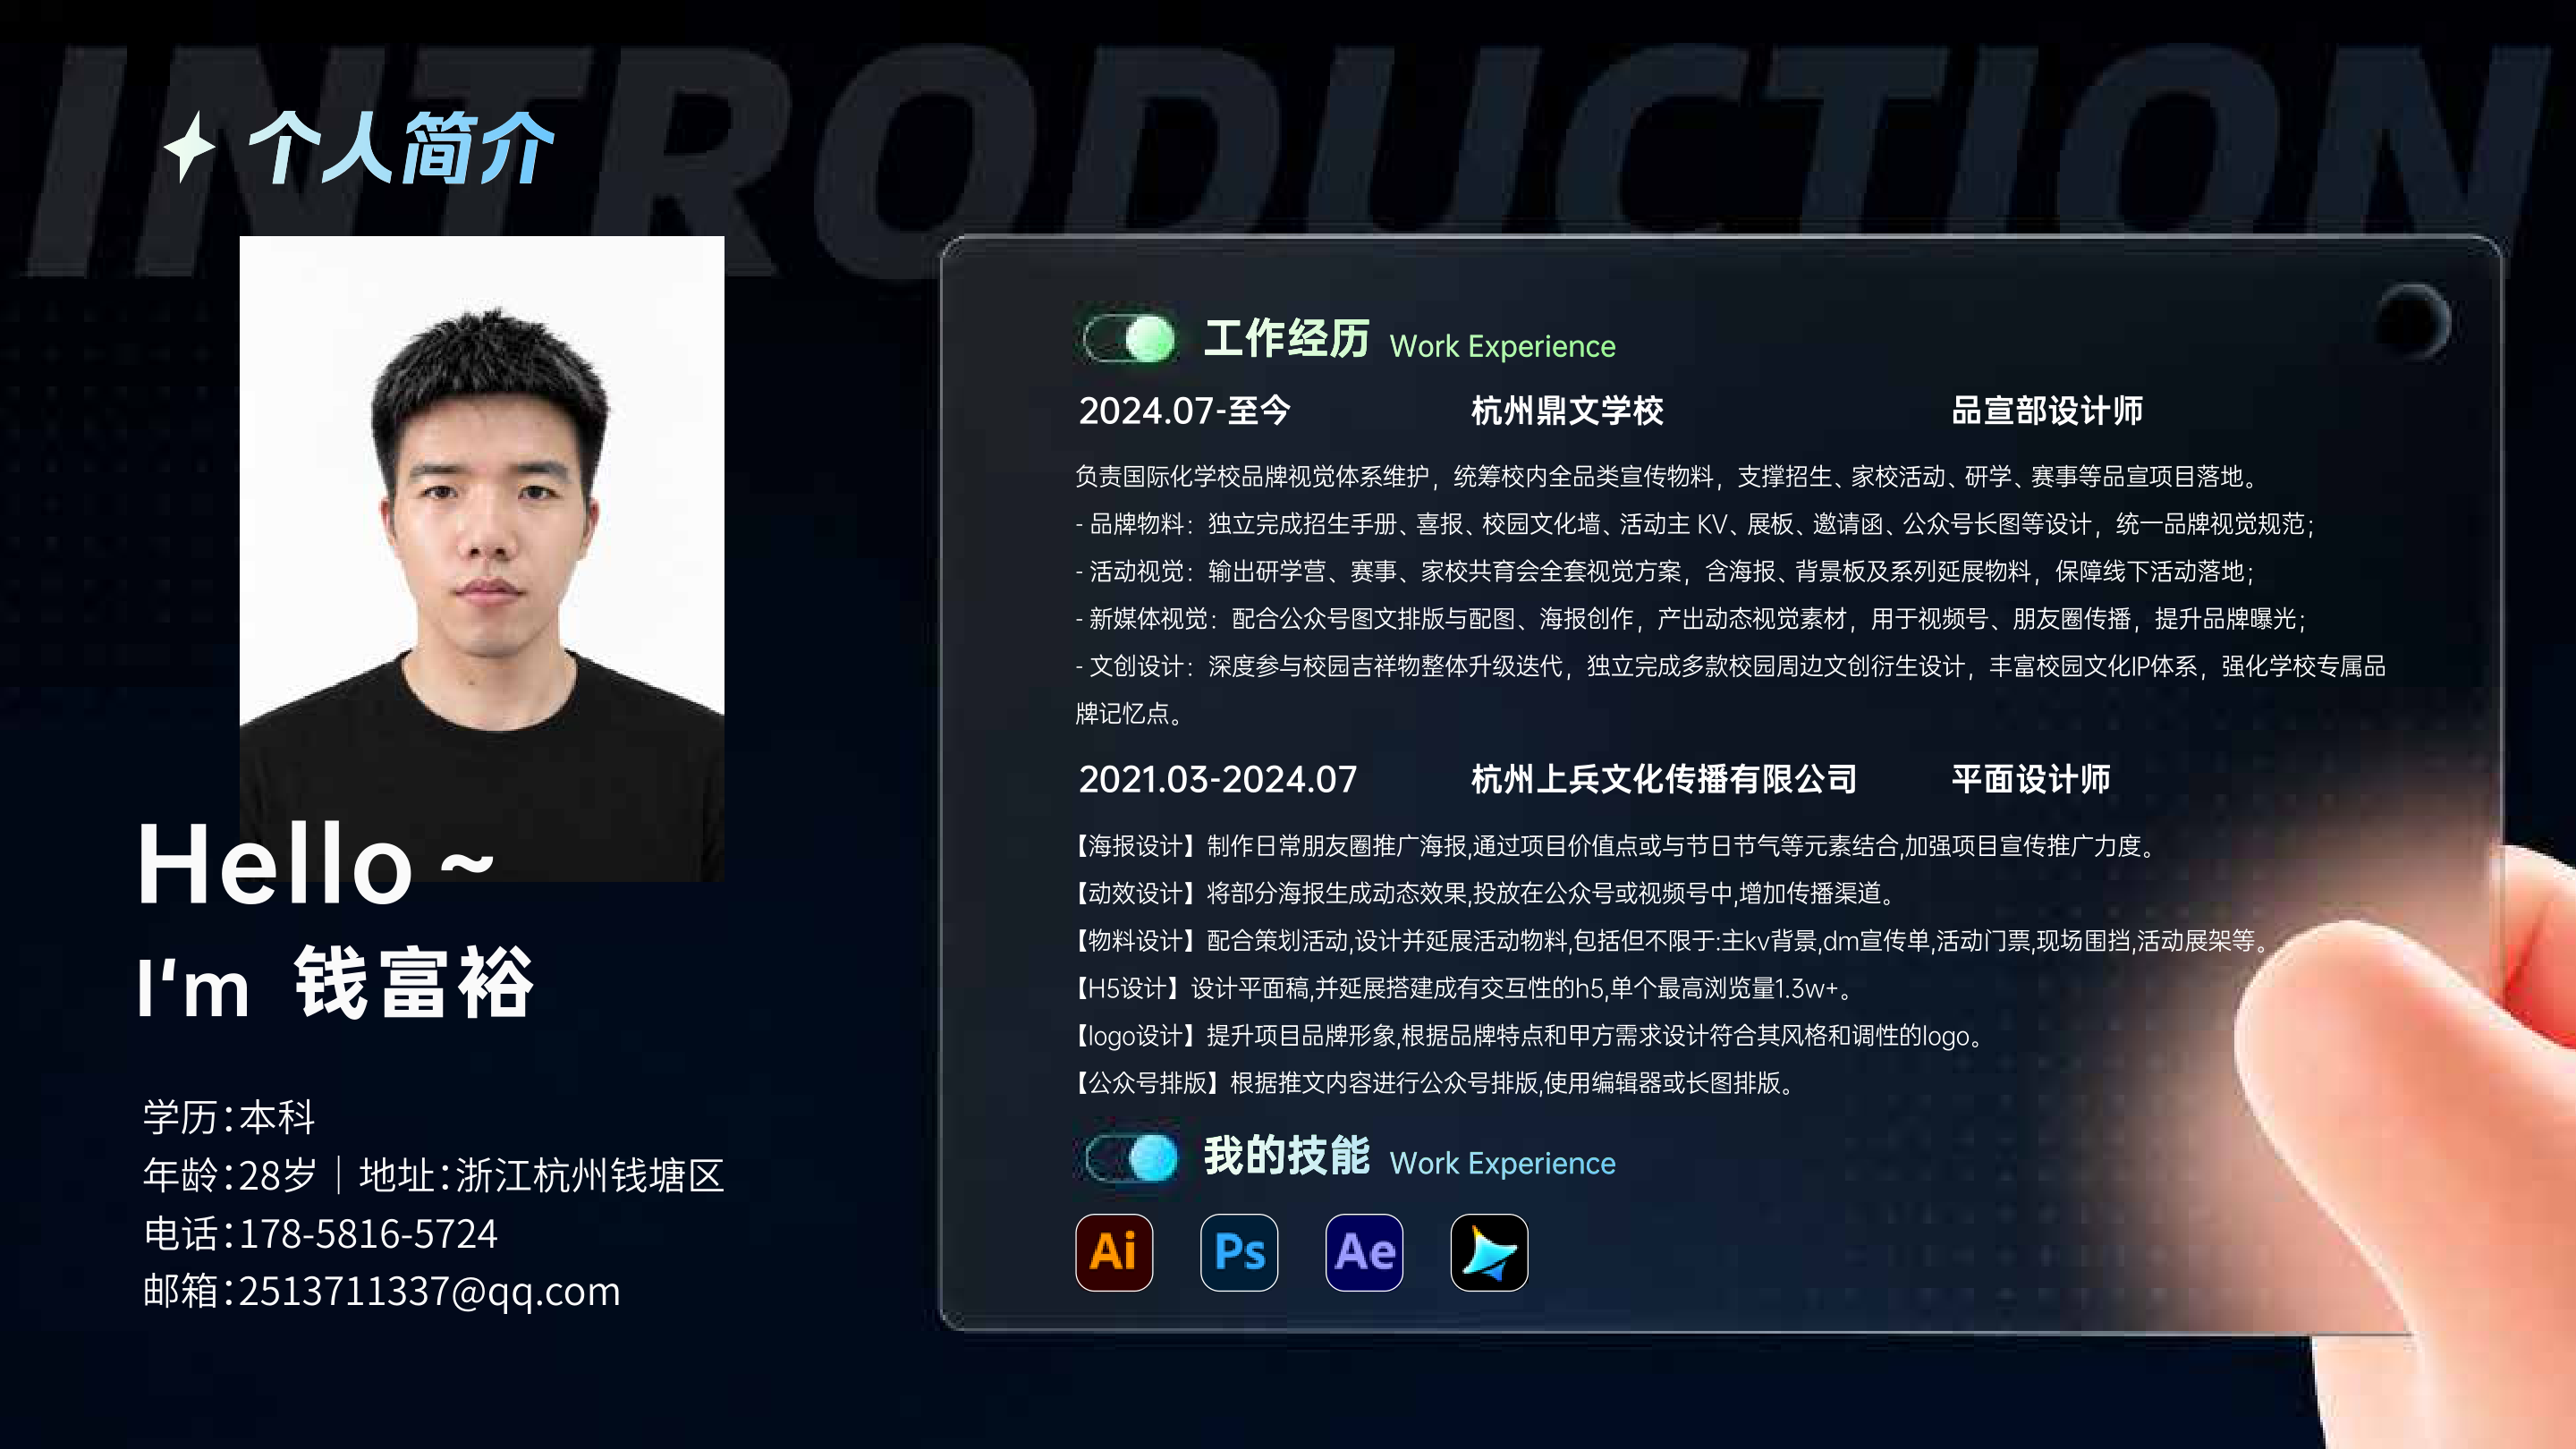 INTRODUCTION
个人简介
Hello ~
I‘m 钱富裕
学历：本科
年龄：28岁｜地址：浙江杭州钱塘区
电话：178-5816-5724
邮箱：2513711337@qq.com
工作经历 Work Experience
2024.07-至今 杭州鼎文学校 品宣部设计师
负责国际化学校品牌视觉体系维护，统筹校内全品类宣传物料，支撑招生、家校活动、研学、赛事等品宣项目落地。
- 品牌物料：独立完成招生手册、喜报、校园文化墙、活动主 KV、展板、邀请函、公众号长图等设计，统一品牌视觉规范；
- 活动视觉：输出研学营、赛事、家校共育会全套视觉方案，含海报、背景板及系列延展物料，保障线下活动落地；
- 新媒体视觉：配合公众号图文排版与配图、海报创作，产出动态视觉素材，用于视频号、朋友圈传播，提升品牌曝光；
- 文创设计：深度参与校园吉祥物整体升级迭代，独立完成多款校园周边文创衍生设计，丰富校园文化IP体系，强化学校专属品
牌记忆点。
2021.03-2024.07 杭州上兵文化传播有限公司 平面设计师
【海报设计】制作日常朋友圈推广海报,通过项目价值点或与节日节气等元素结合,加强项目宣传推广力度。
【动效设计】将部分海报生成动态效果,投放在公众号或视频号中,增加传播渠道。
【物料设计】配合策划活动,设计并延展活动物料,包括但不限于:主kv背景,dm宣传单,活动门票,现场围挡,活动展架等。
【H5设计】设计平面稿,并延展搭建成有交互性的h5,单个最高浏览量1.3w+。
【logo设计】提升项目品牌形象,根据品牌特点和甲方需求设计符合其风格和调性的logo。
【公众号排版】根据推文内容进行公众号排版,使用编辑器或长图排版。
我的技能 Work Experience
Ai Ps Ae